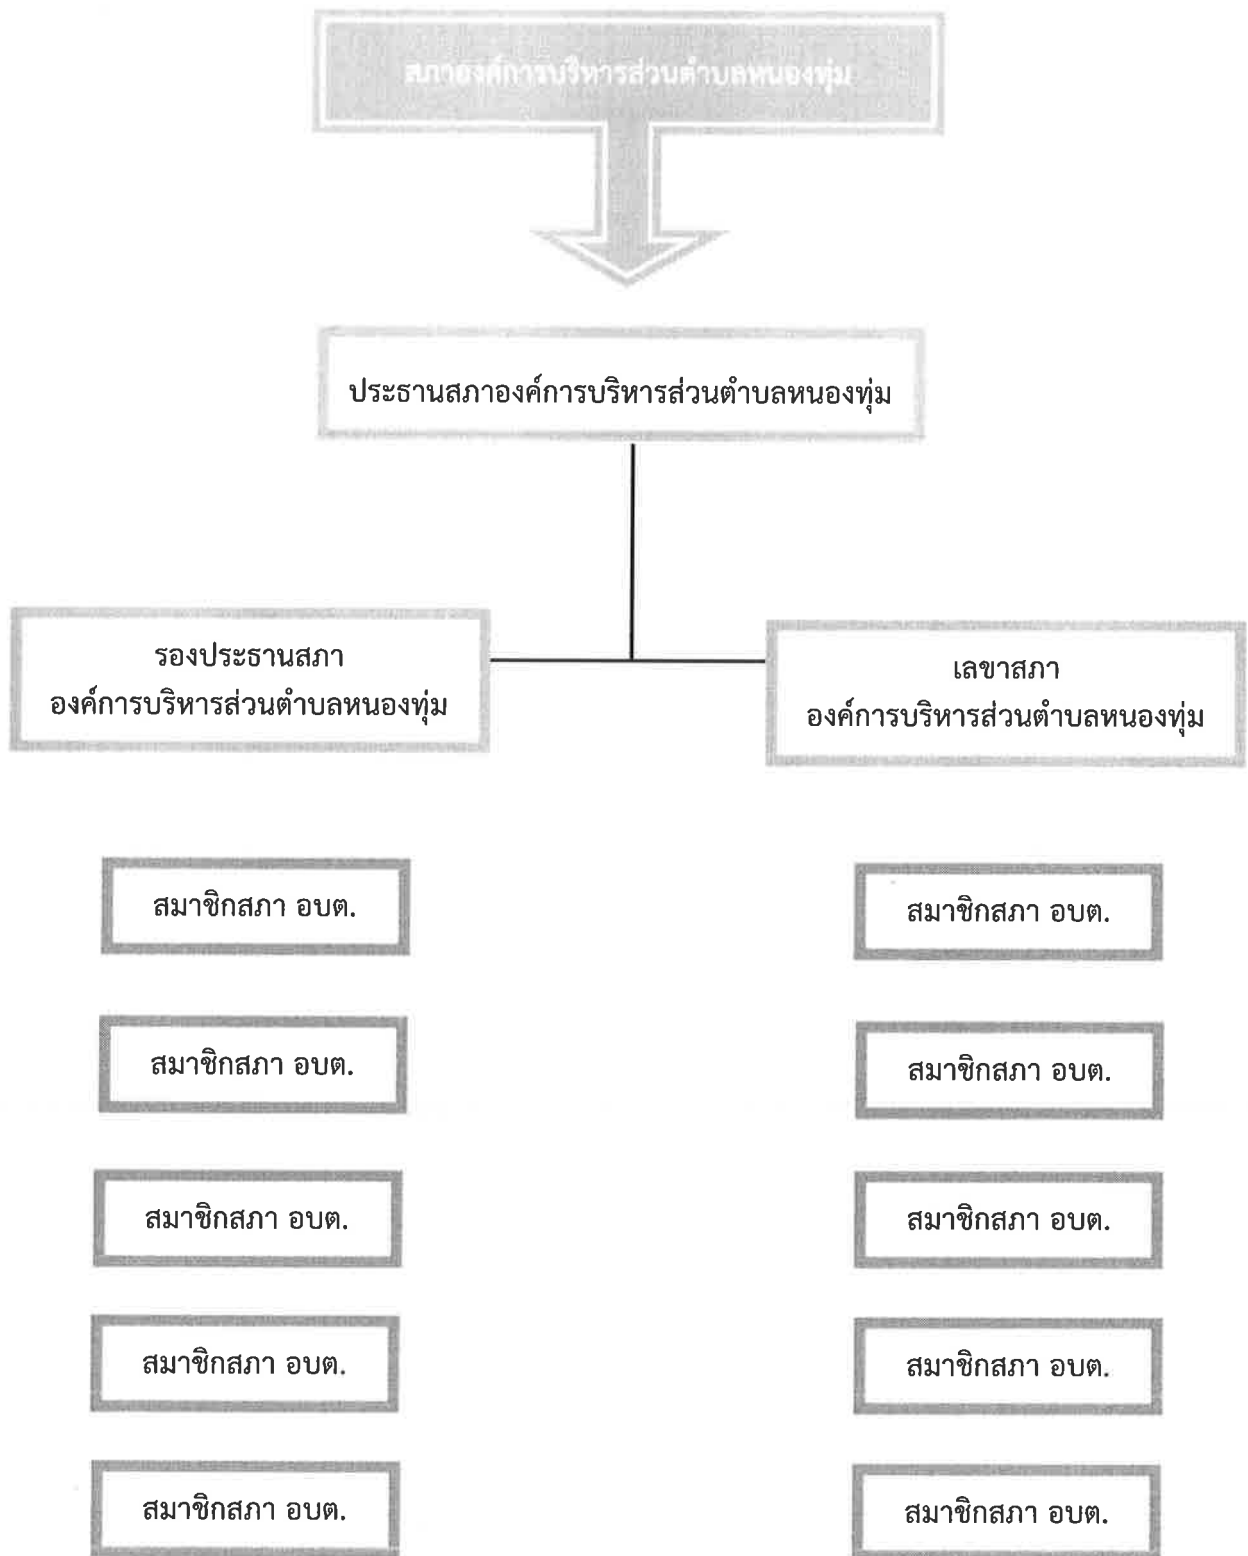 สภาองค์การบริหารส่วนตำบลหนองทุ่ม
ประธานสภาองค์การบริหารส่วนตำบลหนองทุ่ม
รองประธานสภา
องค์การบริหารส่วนตำบลหนองทุ่ม
เลขาสภา
องค์การบริหารส่วนตำบลหนองทุ่ม
สมาชิกสภา อบต.
สมาชิกสภา อบต.
สมาชิกสภา อบต.
สมาชิกสภา อบต.
สมาชิกสภา อบต.
สมาชิกสภา อบต.
สมาชิกสภา อบต.
สมาชิกสภา อบต.
สมาชิกสภา อบต.
สมาชิกสภา อบต.